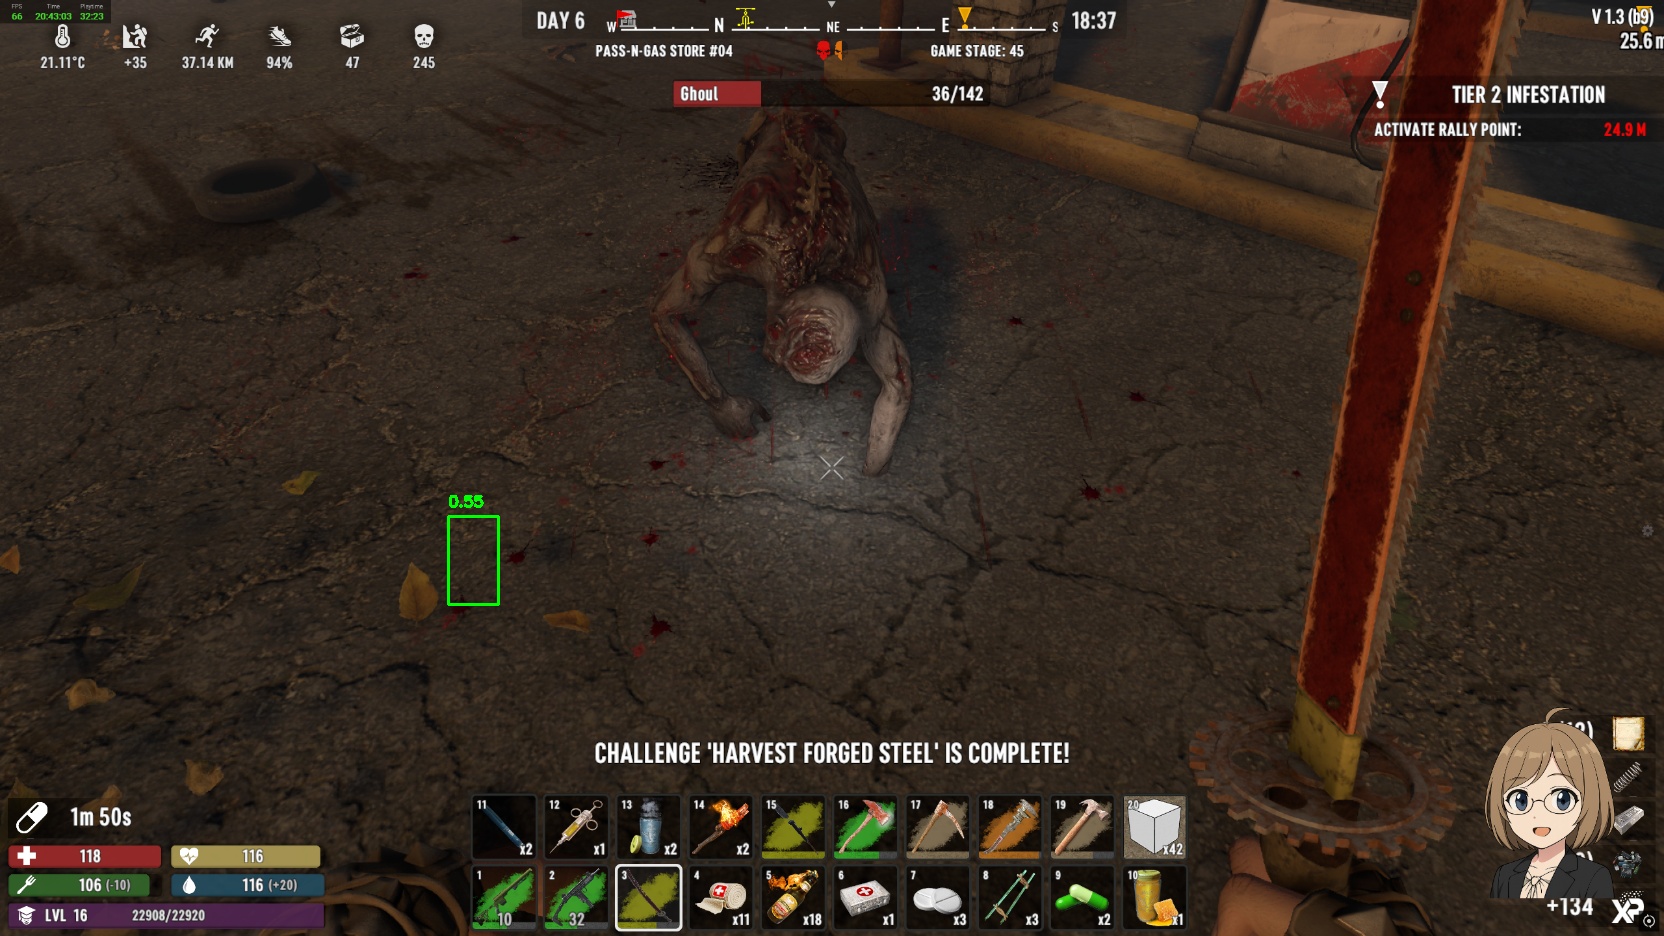 FPS Time Playtime
66 20:43:03 32:23
21.11°C +35 37.14 KM 94% 47 245
DAY 6 W N NE E S 18:37
PASS-N-GAS STORE #04 GAME STAGE: 45
V 1.3 (b9)
25.6 m
Ghoul 36/142
TIER 2 INFESTATION
ACTIVATE RALLY POINT: 24.9 M
0.55
CHALLENGE 'HARVEST FORGED STEEL' IS COMPLETE!
11 x2 12 x1 13 x2 14 x2 15 16 17 18 19 20 x42
1 10 2 32 3 4 x11 5 x18 6 x1 7 x3 8 x3 9 x2 10 x1
1m 50s
118 116
106 (-10) 116 (+20)
LVL 16 22908/22920
+134 XP